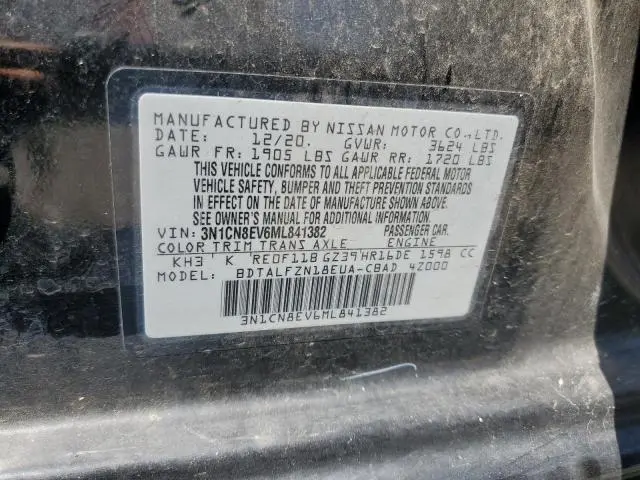 MANUFACTURED BY NISSAN MOTOR CO.,LTD.
DATE: 12/20. GVWR: 3624 LBS
GAWR FR: 1905 LBS GAWR RR: 1720 LBS
THIS VEHICLE CONFORMS TO ALL APPLICABLE FEDERAL MOTOR
VEHICLE SAFETY, BUMPER AND THEFT PREVENTION STANDARDS
IN EFFECT ON THE DATE OF MANUFACTURE SHOWN ABOVE.
SEE OWNER'S MANUAL FOR ADDITIONAL INFORMATION.
VIN: 3N1CN8EV6ML841382 PASSENGER CAR.
COLOR TRIM TRANS AXLE ENGINE
KH3 K RE0F11B GZ39 HR16DE 1598 CC
MODEL: BDTALFZN18EUA-CBAD 4Z000
3N1CN8EV6ML841382